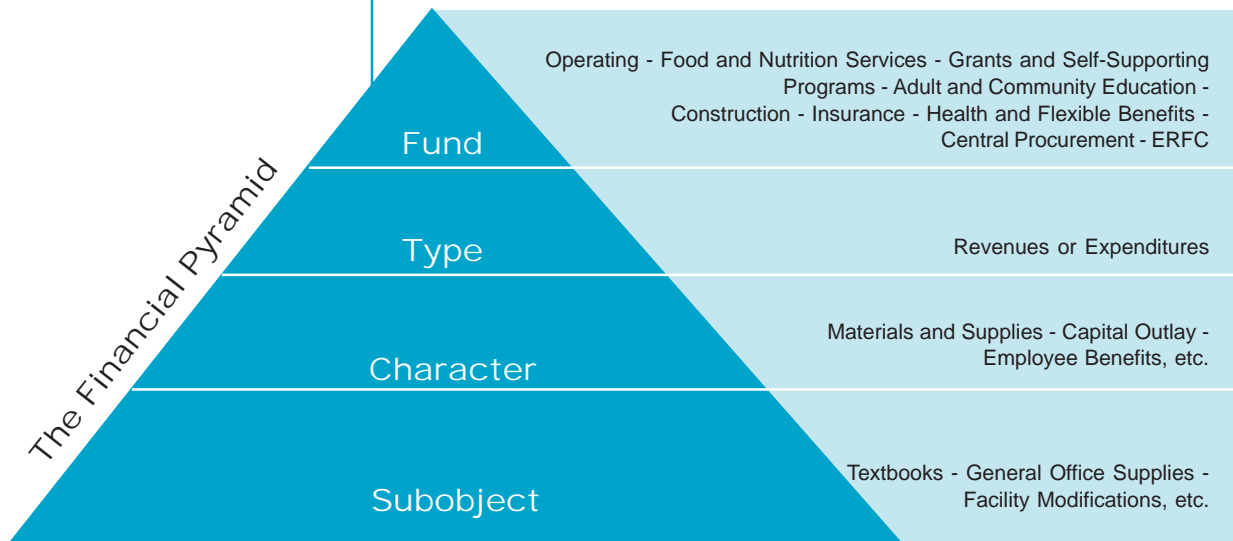 The Financial Pyramid
Fund
Operating - Food and Nutrition Services - Grants and Self-Supporting
Programs - Adult and Community Education -
Construction - Insurance - Health and Flexible Benefits -
Central Procurement - ERFC
Type
Revenues or Expenditures
Character
Materials and Supplies - Capital Outlay -
Employee Benefits, etc.
Subobject
Textbooks - General Office Supplies -
Facility Modifications, etc.